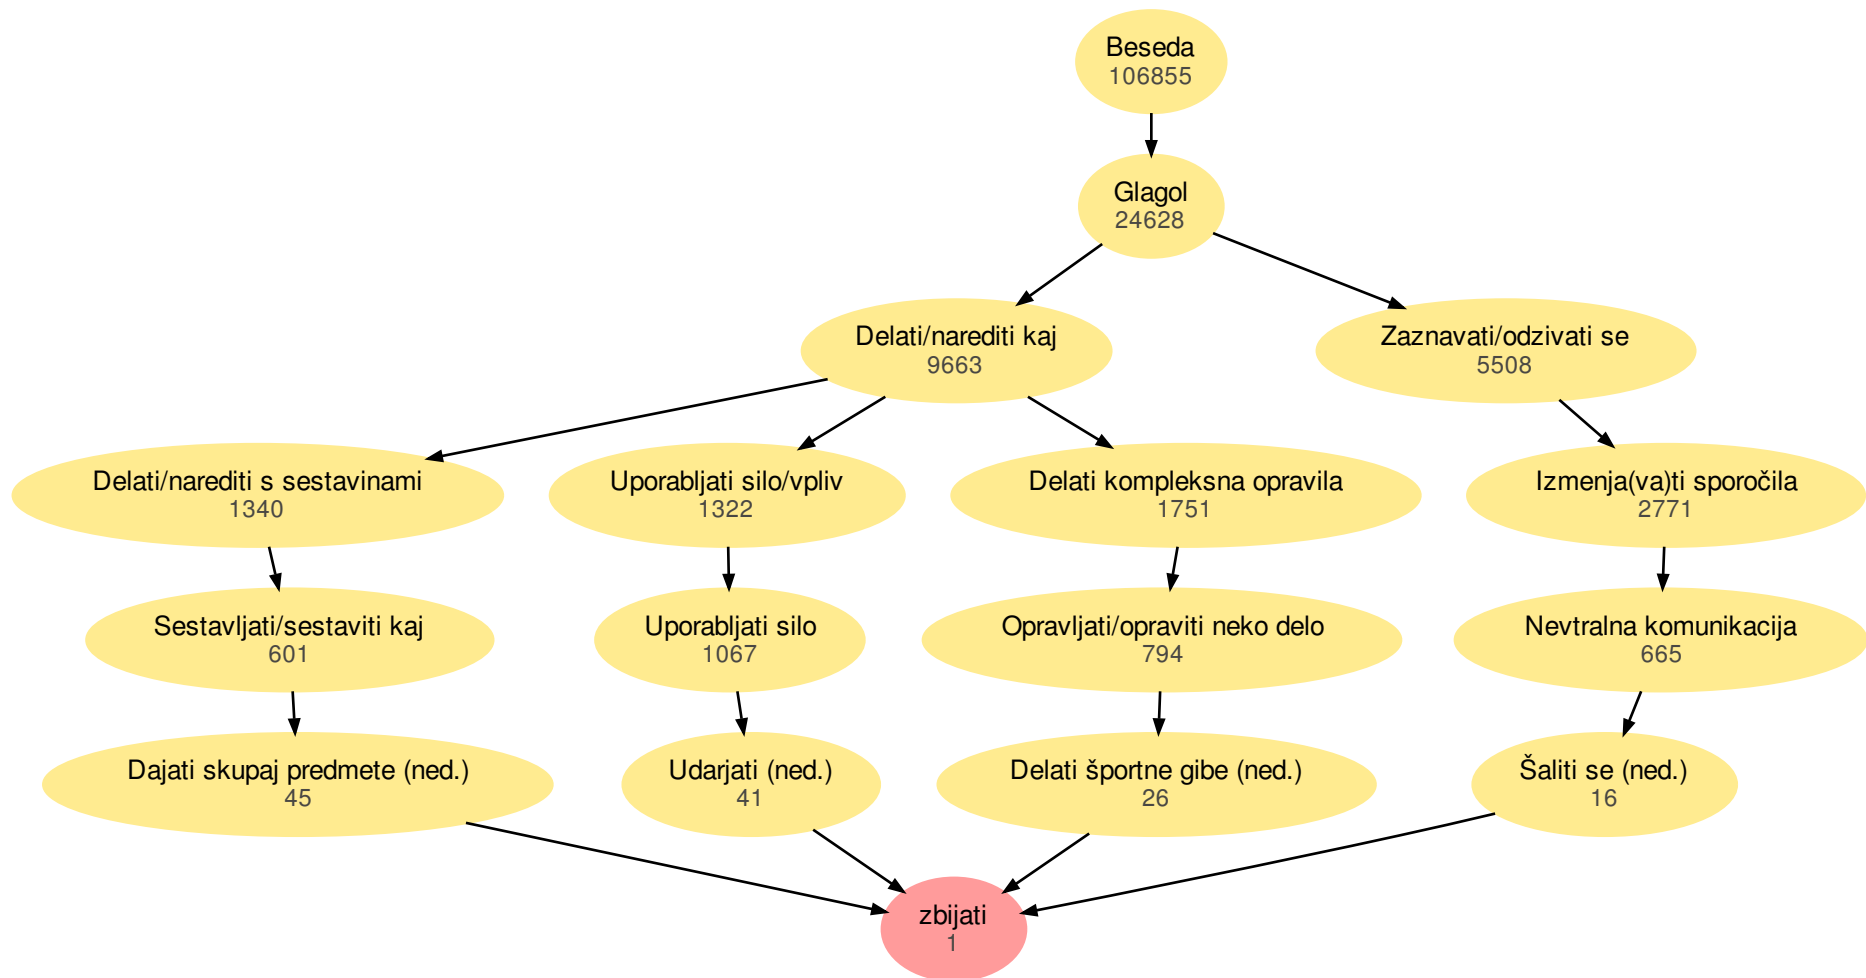 Beseda
106855
Glagol
24628
Delati/narediti kaj
9663
Zaznavati/odzivati se
5508
Delati/narediti s sestavinami
1340
Uporabljati silo/vpliv
1322
Delati kompleksna opravila
1751
Izmenja(va)ti sporočila
2771
Sestavljati/sestaviti kaj
601
Uporabljati silo
1067
Opravljati/opraviti neko delo
794
Nevtralna komunikacija
665
Dajati skupaj predmete (ned.)
45
Udarjati (ned.)
41
Delati športne gibe (ned.)
26
Šaliti se (ned.)
16
zbijati
1